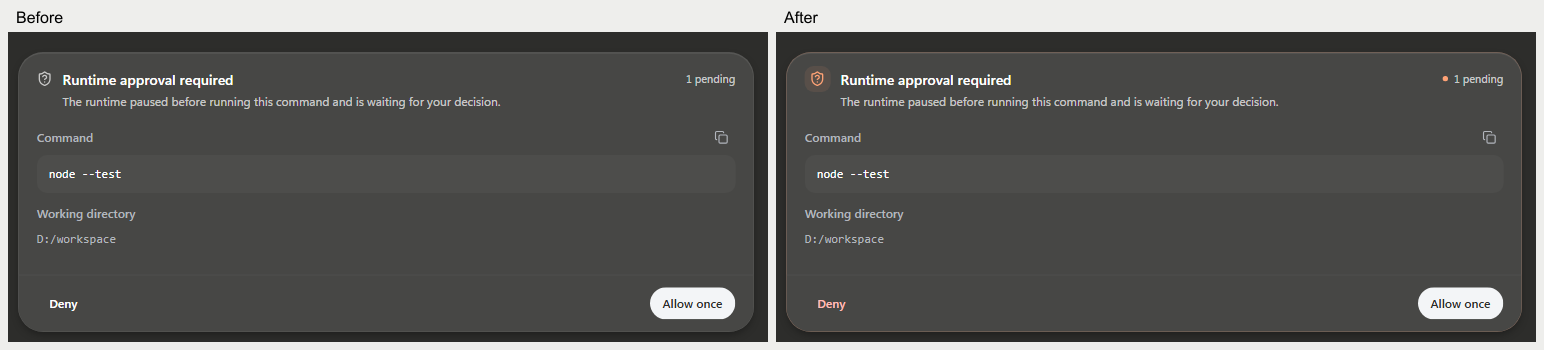 Before
Runtime approval required
1 pending
The runtime paused before running this command and is waiting for your decision.
Command
node --test
Working directory
D:/workspace
Deny
Allow once
After
Runtime approval required
1 pending
The runtime paused before running this command and is waiting for your decision.
Command
node --test
Working directory
D:/workspace
Deny
Allow once